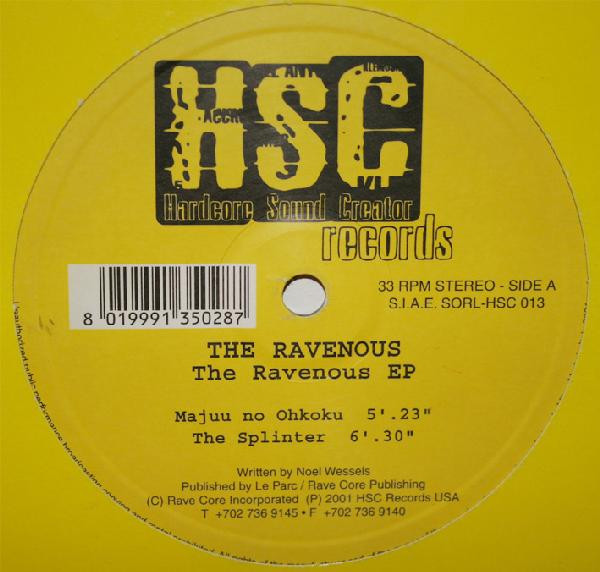 HSC
Hardcore Sound Creator
records
33 RPM STEREO - SIDE A
S.I.A.E. SORL-HSC 013
8 019991 350287
THE RAVENOUS
The Ravenous EP
Majuu no Ohkoku 5'.23"
The Splinter 6'.30"
Written by Noel Wessels
Published by Le Parc / Rave Core Publishing
(C) Rave Core Incorporated (P) 2001 HSC Records USA
T +702 736 9145 • F +702 736 9140